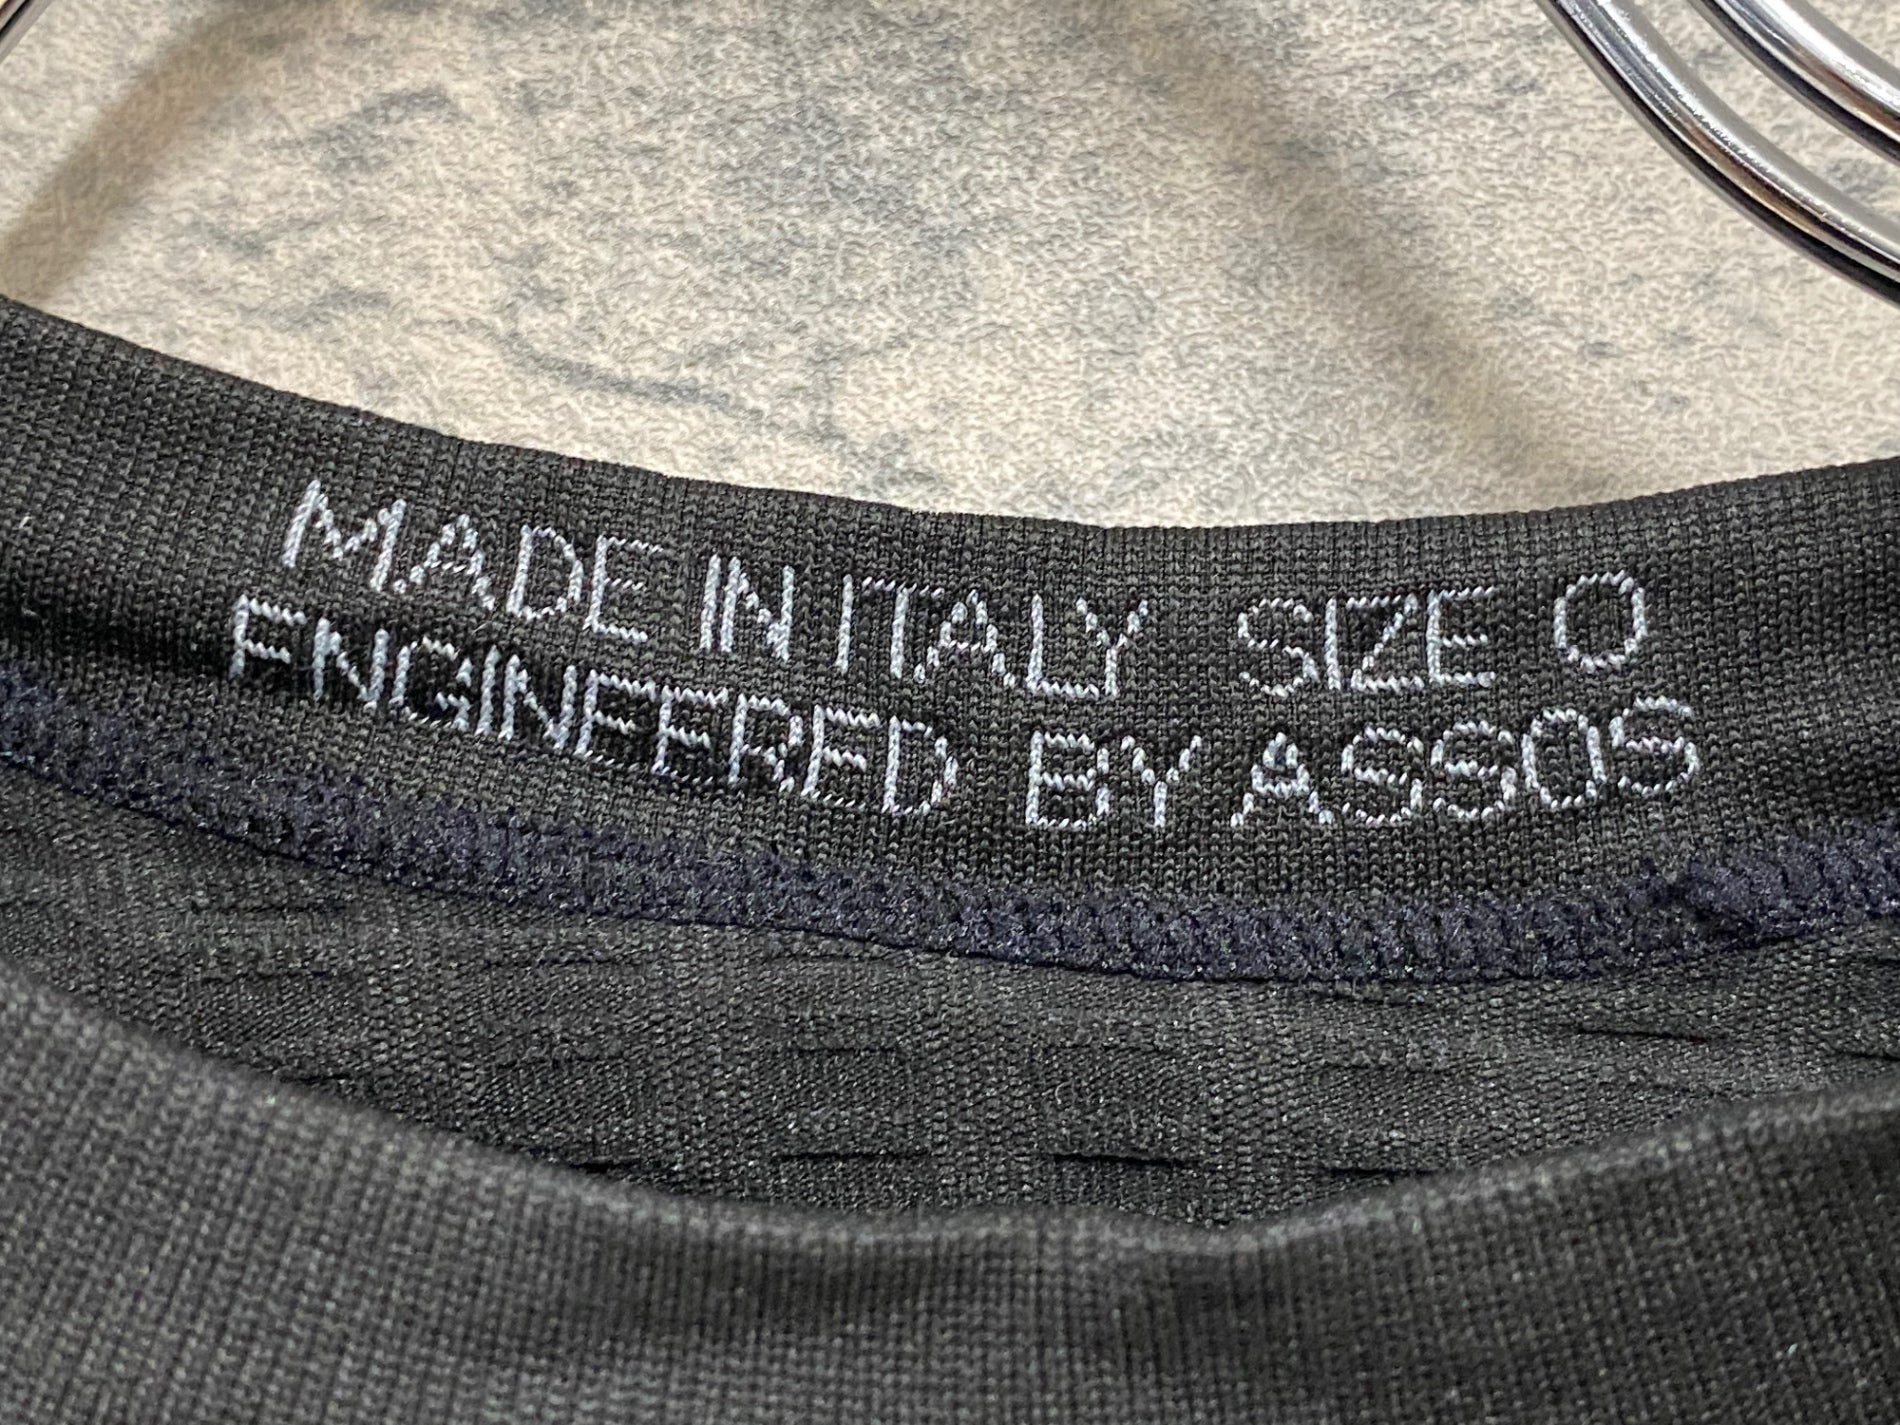 MADE IN ITALY SIZE 0
ENGINEERED BY ASSOS